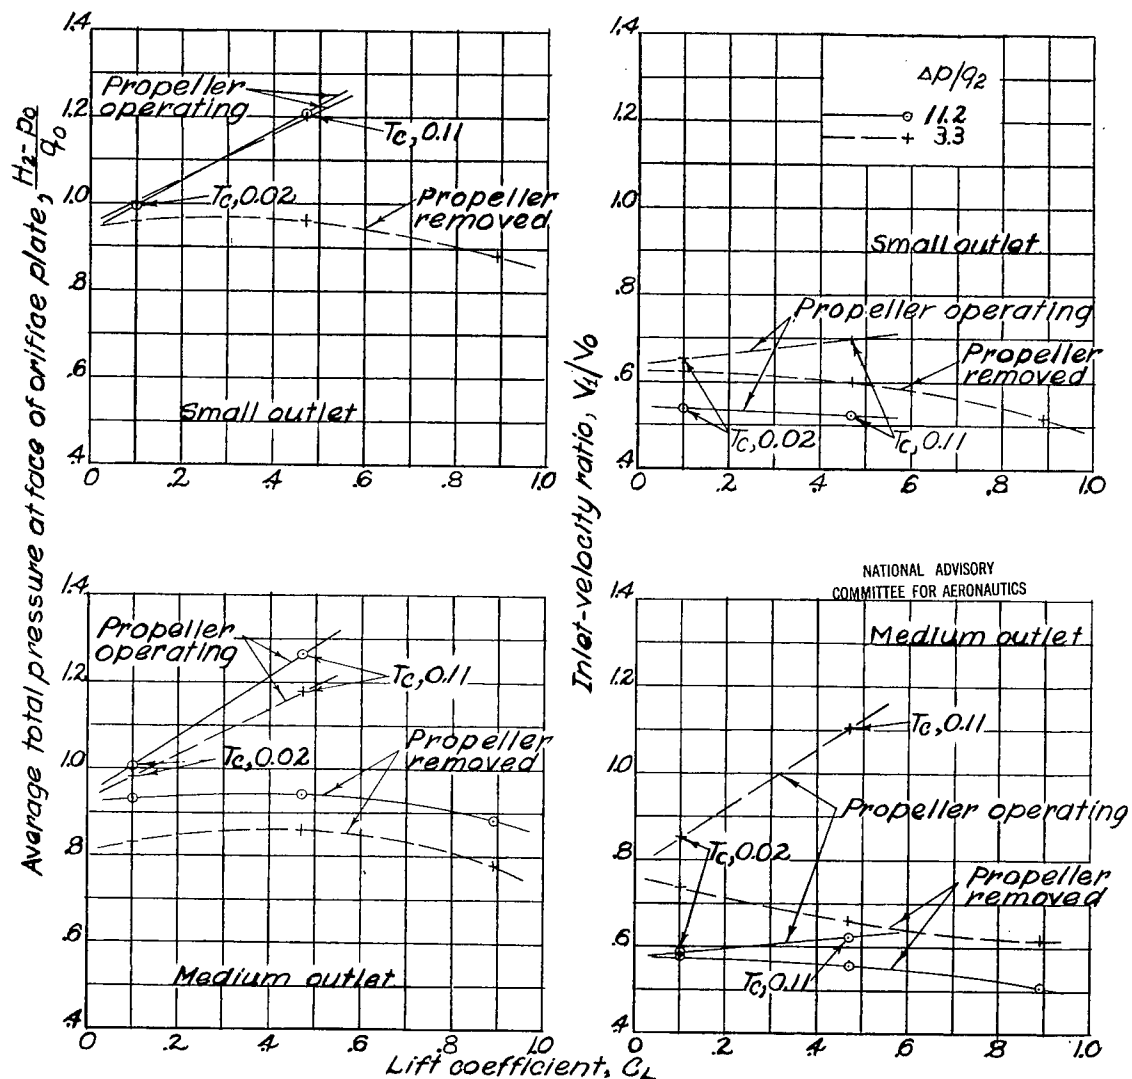 Average total pressure at face of orifiae plate, H2-p0/q0
1.4
1.2
1.0
.8
.6
.4
0 .2 .4 .6 .8 1.0
Propeller
operating
Tc, 0.11
Tc, 0.02
Propeller
removed
Small outlet
Inlet-velocity ratio, V1/V0
1.4
1.2
1.0
.8
.6
.4
0 .2 .4 .6 .8 1.0
Δp/q2
11.2
3.3
Small outlet
Propeller operating
Propeller
removed
Tc, 0.02
Tc, 0.11
1.4
1.2
1.0
.8
.6
.4
0 .2 .4 .6 .8 1.0
Propeller
operating
Tc, 0.11
Tc, 0.02
Propeller
removed
Medium outlet
NATIONAL ADVISORY
COMMITTEE FOR AERONAUTICS
1.4
1.2
1.0
.8
.6
.4
0 .2 .4 .6 .8 1.0
Medium outlet
Tc, 0.11
Propeller operating
Tc, 0.02
Propeller
removed
Tc, 0.11
Lift coefficient, CL